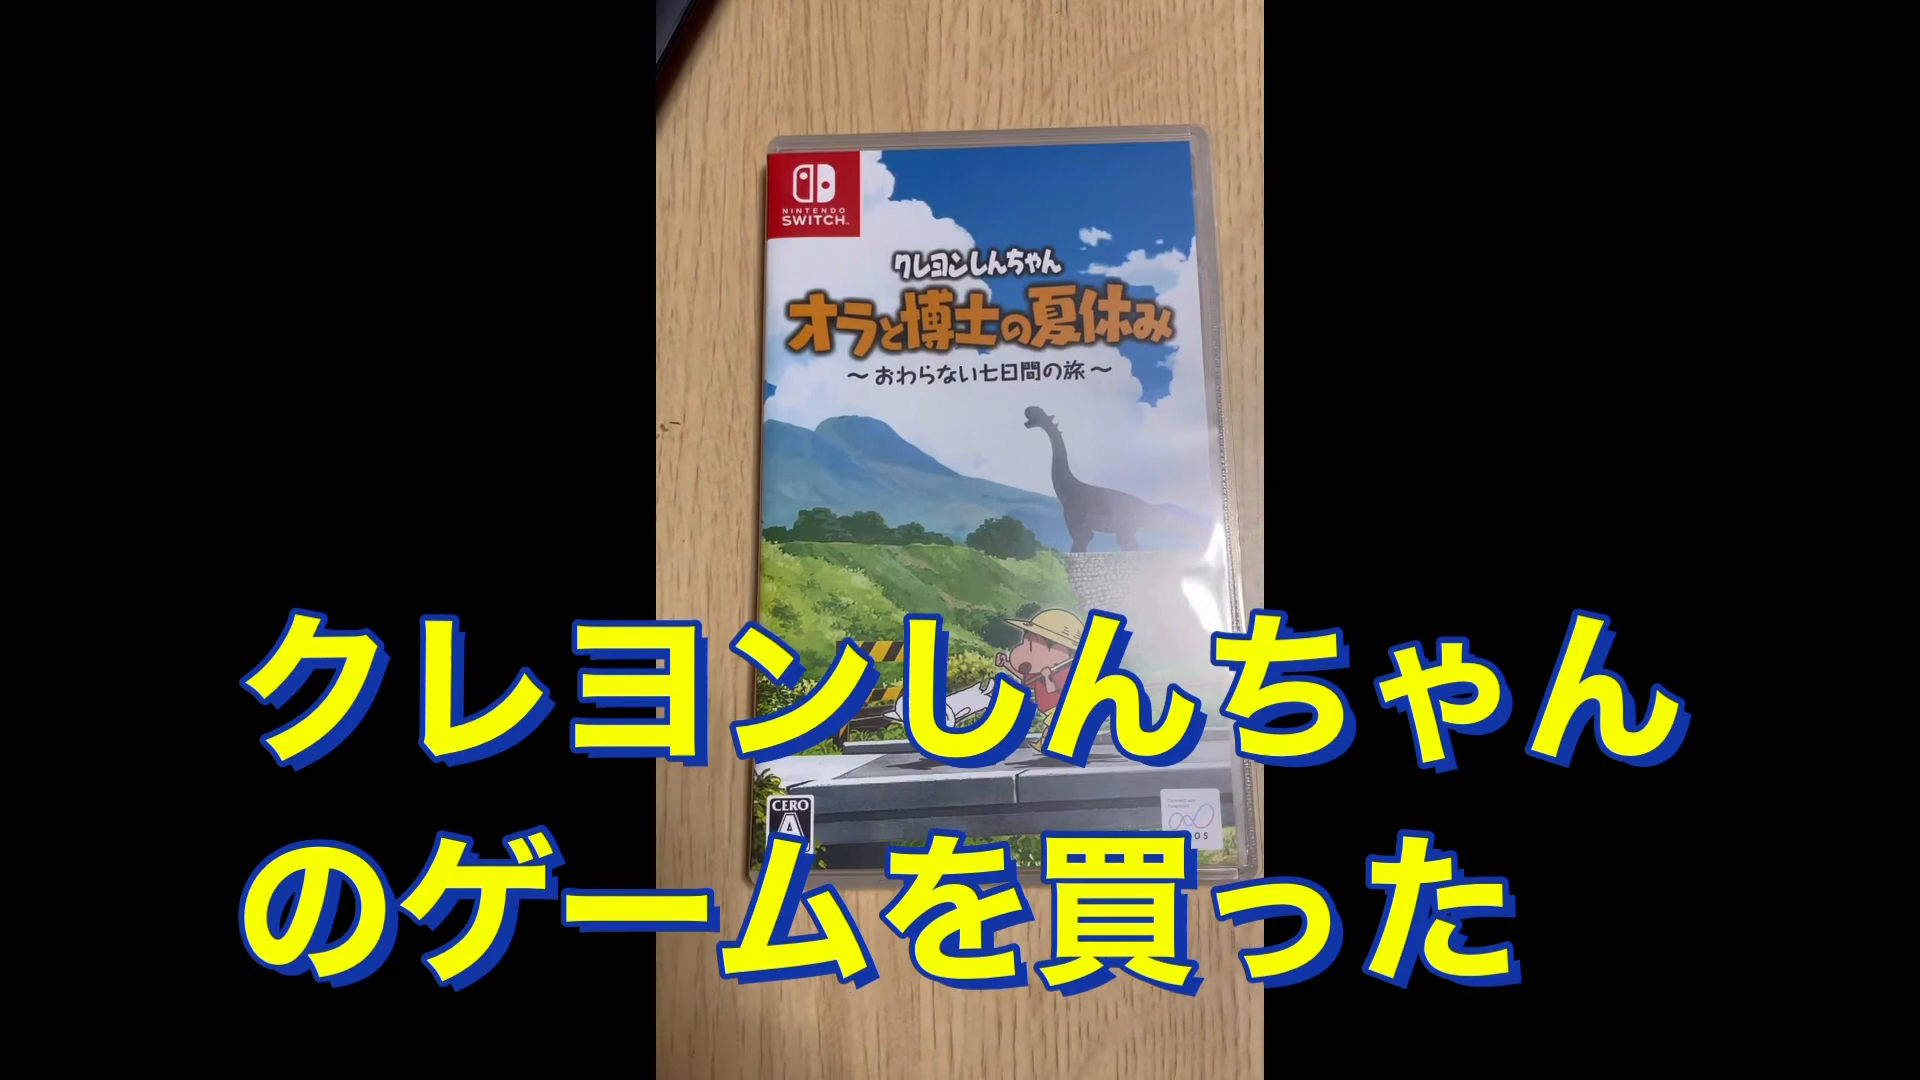 NINTENDO
SWITCH
クレヨンしんちゃん
オラと博士の夏休み
～おわらない七日間の旅～
クレヨンしんちゃん
のゲームを買った
CERO
A